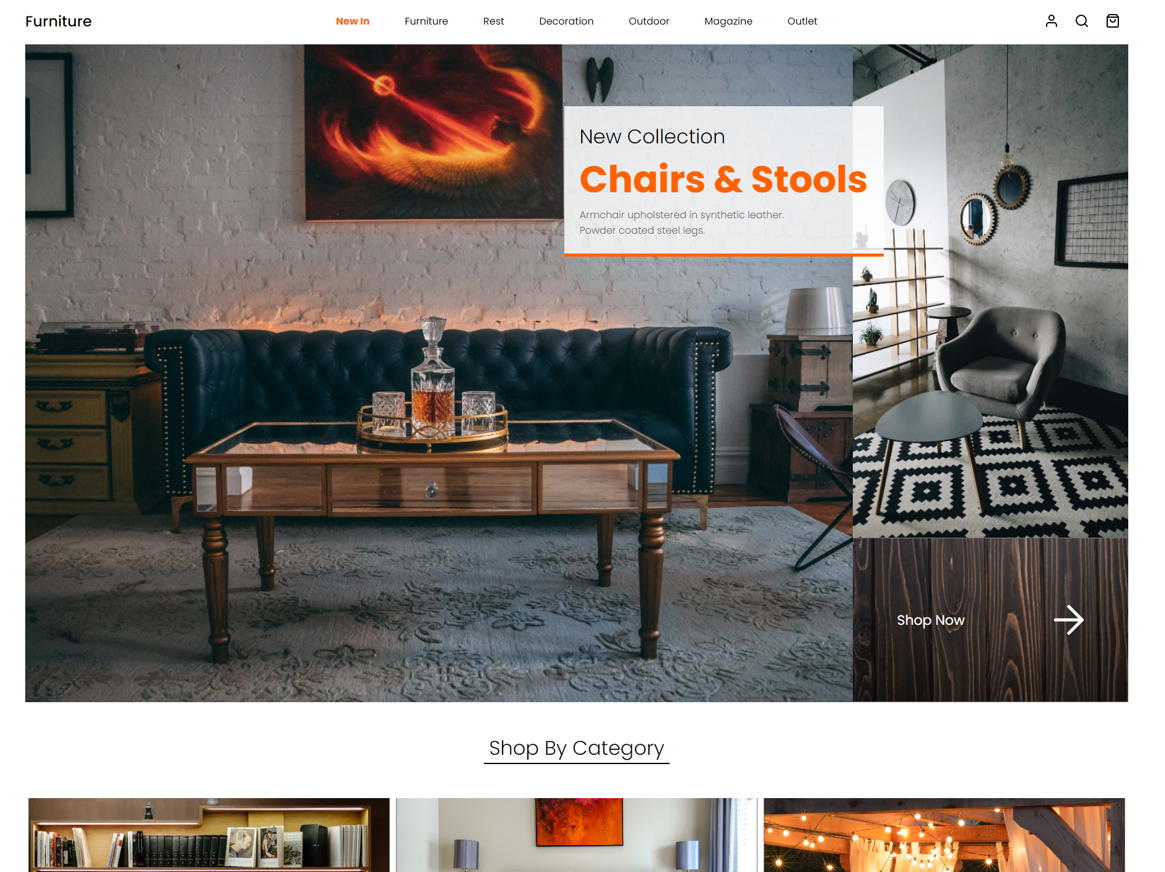 Furniture
New In
Furniture
Rest
Decoration
Outdoor
Magazine
Outlet
New Collection
Chairs & Stools
Armchair upholstered in synthetic leather.
Powder coated steel legs.
Shop Now
Shop By Category